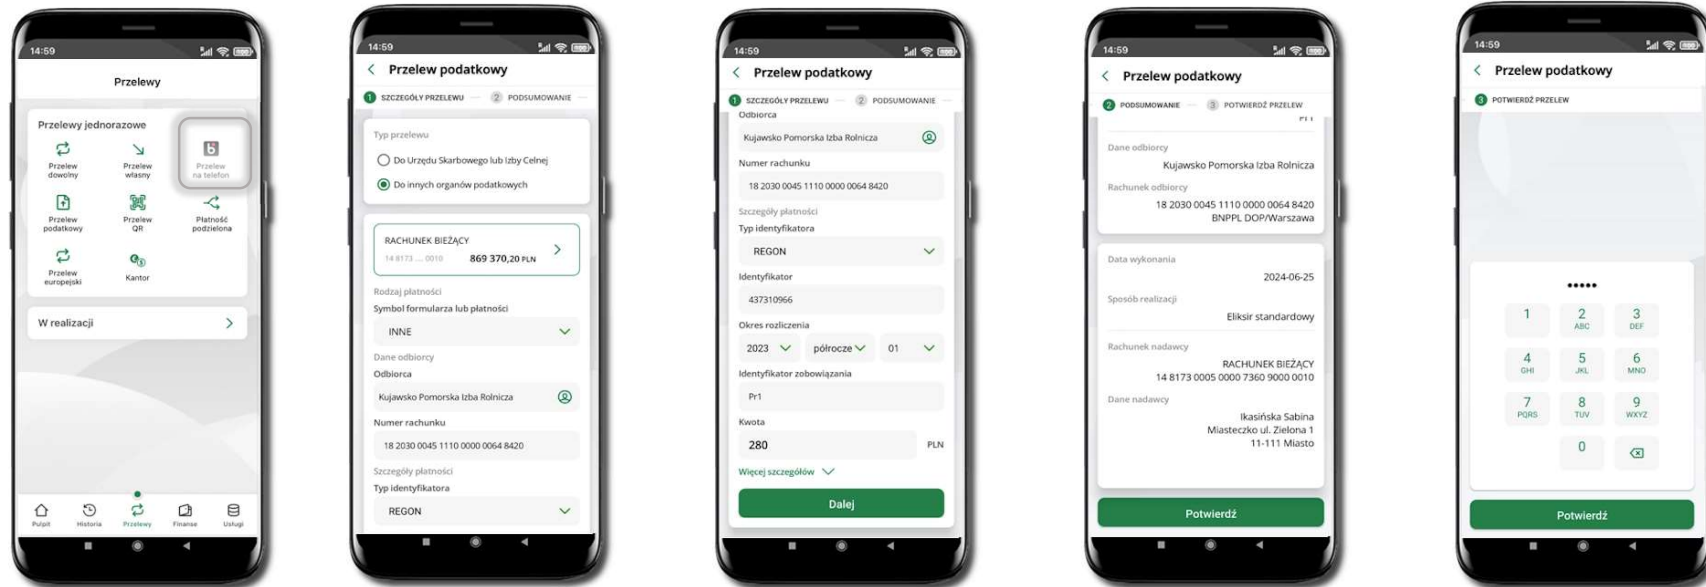 14:59
Przelewy
Przelewy jednorazowe
Przelew
dowolny
Przelew
własny
Przelew
na telefon
Przelew
podatkowy
Przelew
QR
Płatność
podzielona
Przelew
europejski
Kantor
W realizacji
Pulpit
Historia
Przelewy
Finanse
Usługi
14:59
Przelew podatkowy
1 SZCZEGÓŁY PRZELEWU
2 PODSUMOWANIE
Typ przelewu
Do Urzędu Skarbowego lub Izby Celnej
Do innych organów podatkowych
RACHUNEK BIEŻĄCY
14 8173 ... 0010 869 370,20 PLN
Rodzaj płatności
Symbol formularza lub płatności
INNE
Dane odbiorcy
Odbiorca
Kujawsko Pomorska Izba Rolnicza
Numer rachunku
18 2030 0045 1110 0000 0064 8420
Szczegóły płatności
Typ identyfikatora
REGON
14:59
Przelew podatkowy
1 SZCZEGÓŁY PRZELEWU
2 PODSUMOWANIE
Odbiorca
Kujawsko Pomorska Izba Rolnicza
Numer rachunku
18 2030 0045 1110 0000 0064 8420
Szczegóły płatności
Typ identyfikatora
REGON
Identyfikator
437310966
Okres rozliczenia
2023 półrocze 01
Identyfikator zobowiązania
Pr1
Kwota
280 PLN
Więcej szczegółów
Dalej
14:59
Przelew podatkowy
2 PODSUMOWANIE
3 POTWIERDŹ PRZELEW
Dane odbiorcy
Kujawsko Pomorska Izba Rolnicza
Rachunek odbiorcy
18 2030 0045 1110 0000 0064 8420
BNPPL DOP/Warszawa
Data wykonania
2024-06-25
Sposób realizacji
Eliksir standardowy
Rachunek nadawcy
RACHUNEK BIEŻĄCY
14 8173 0005 0000 7360 9000 0010
Dane nadawcy
Ikasińska Sabina
Miasteczko ul. Zielona 1
11-111 Miasto
Potwierdź
14:59
Przelew podatkowy
3 POTWIERDŹ PRZELEW
•••••
1 2 3
ABC DEF
4 5 6
GHI JKL MNO
7 8 9
PQRS TUV WXYZ
0
Potwierdź